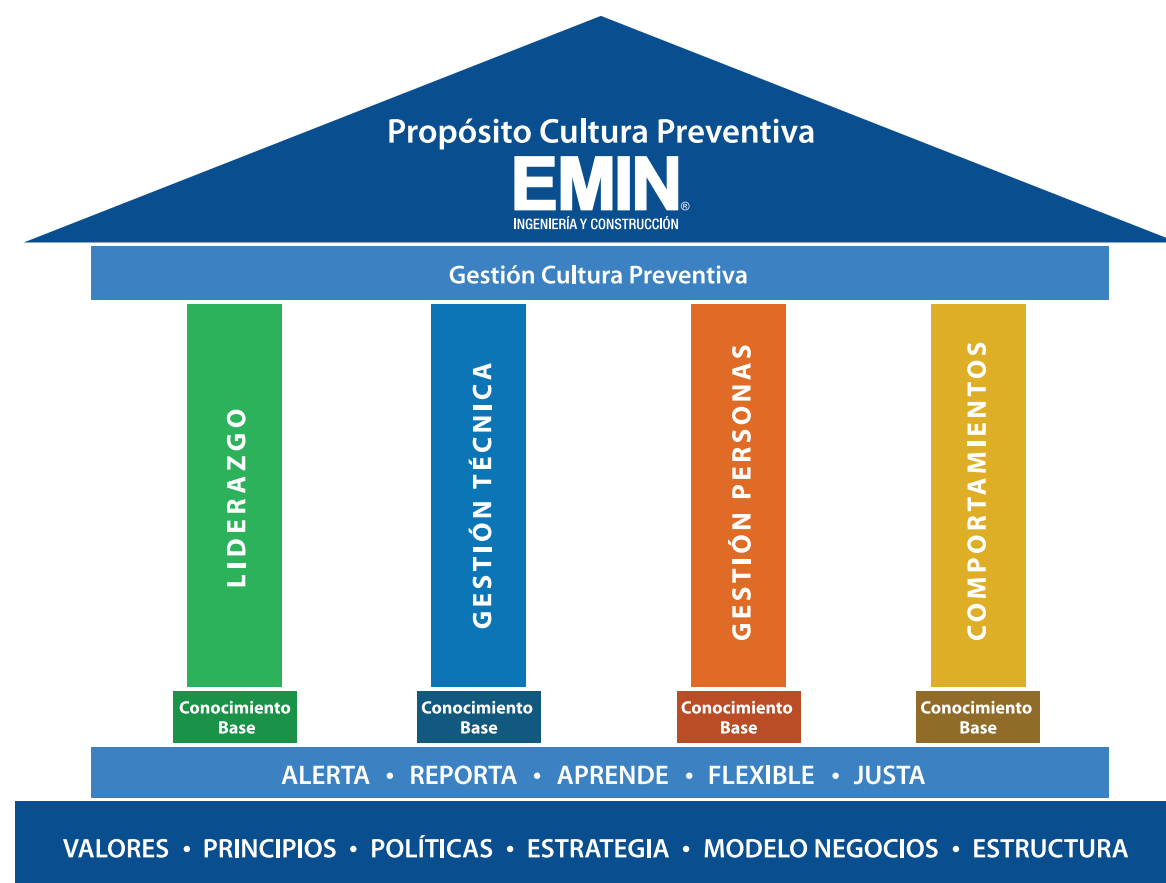 Propósito Cultura Preventiva
EMIN®
INGENIERÍA Y CONSTRUCCIÓN
Gestión Cultura Preventiva
LIDERAZGO
GESTIÓN TÉCNICA
GESTIÓN PERSONAS
COMPORTAMIENTOS
Conocimiento
Base
Conocimiento
Base
Conocimiento
Base
Conocimiento
Base
ALERTA • REPORTA • APRENDE • FLEXIBLE • JUSTA
VALORES • PRINCIPIOS • POLÍTICAS • ESTRATEGIA • MODELO NEGOCIOS • ESTRUCTURA